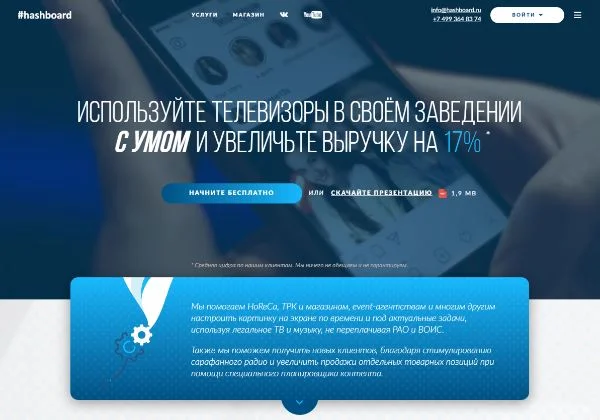 #hashboard
УСЛУГИ
МАГАЗИН
You Tube
info@hashboard.ru
+7 499 364 83 74
ВОЙТИ
ИСПОЛЬЗУЙТЕ ТЕЛЕВИЗОРЫ В СВОЁМ ЗАВЕДЕНИИ
С УМОМ И УВЕЛИЧЬТЕ ВЫРУЧКУ НА 17% *
НАЧНИТЕ БЕСПЛАТНО
ИЛИ СКАЧАЙТЕ ПРЕЗЕНТАЦИЮ 1,9 MB
* Средняя цифра по нашим клиентам. Мы ничего не обещаем и не гарантируем.
Мы помогаем HoReCa, ТРК и магазинам, event-агентствам и многим другим
настроить картинку на экране по времени и под актуальные задачи,
используя легальное ТВ и музыку, не переплачивая РАО и ВОИС.
Также мы поможем получить новых клиентов, благодаря стимулированию
сарафанного радио и увеличить продажи отдельных товарных позиций при
помощи специального планировщика контента.